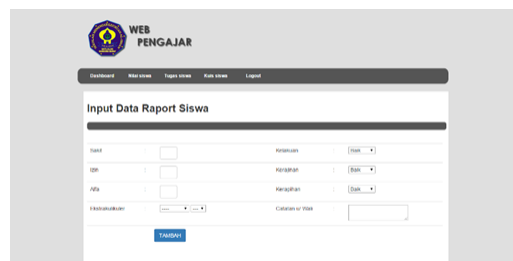 WEB
PENGAJAR
Dashboard Nilai siswa Tugas siswa Kuis siswa Logout
Input Data Raport Siswa
Sakit : Kelakuan : Baik
Izin : Kerajinan : Baik
Alfa : Kerapihan : Baik
Ekstrakulikuler : ---- --- Catatan u/ Wali
TAMBAH